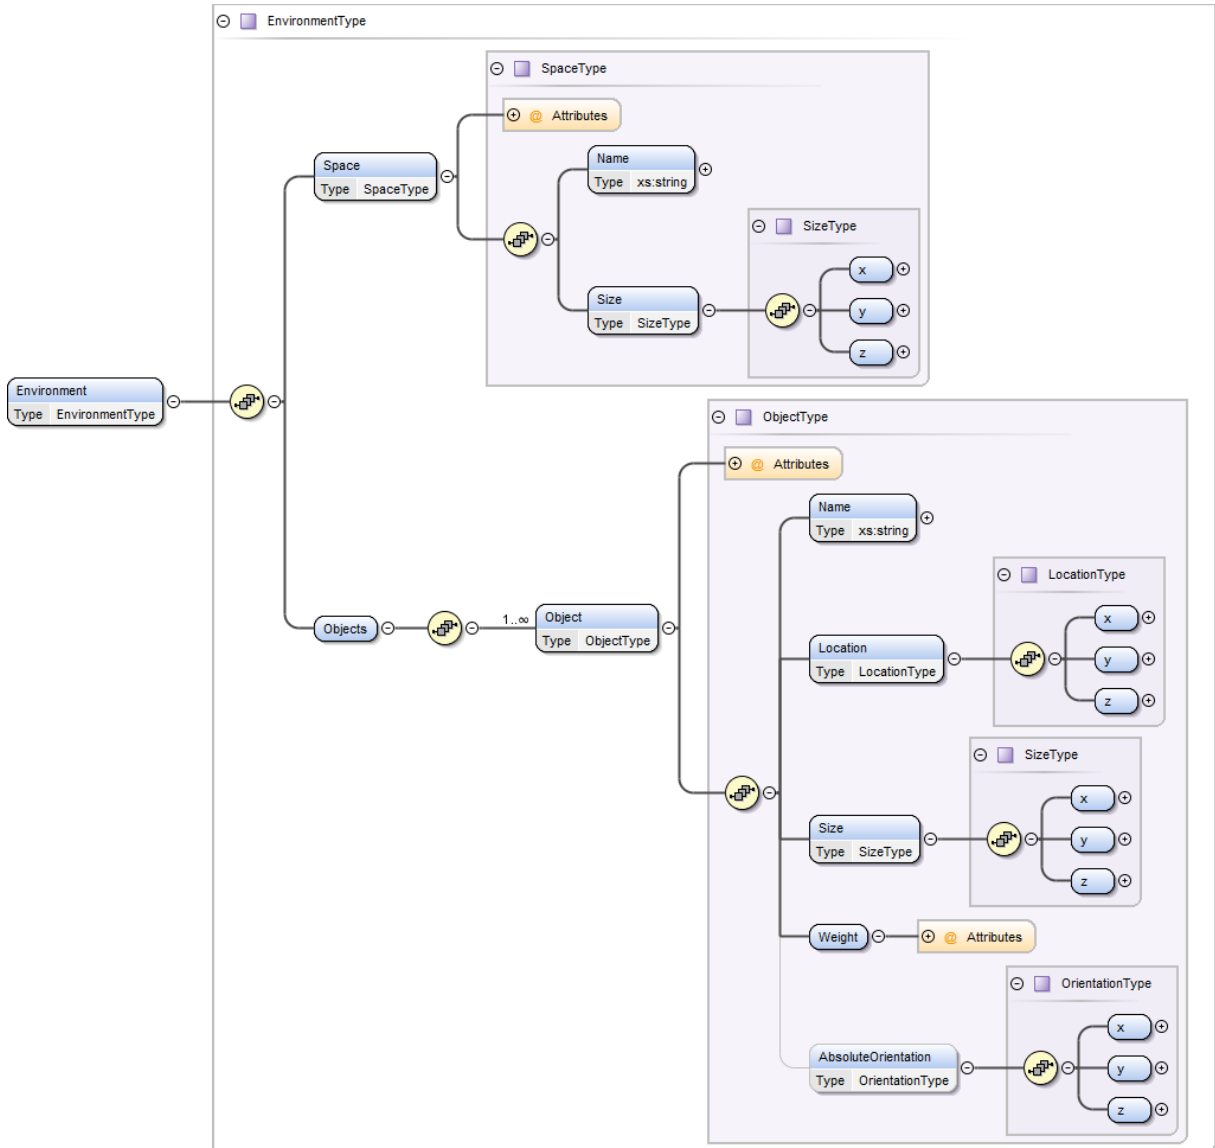 EnvironmentType
SpaceType
@ Attributes
Name
Type xs:string
Space
Type SpaceType
SizeType
x
y
z
Size
Type SizeType
Environment
Type EnvironmentType
ObjectType
@ Attributes
Name
Type xs:string
LocationType
x
y
z
Location
Type LocationType
Objects
1..∞
Object
Type ObjectType
SizeType
x
y
z
Size
Type SizeType
Weight
@ Attributes
OrientationType
x
y
z
AbsoluteOrientation
Type OrientationType